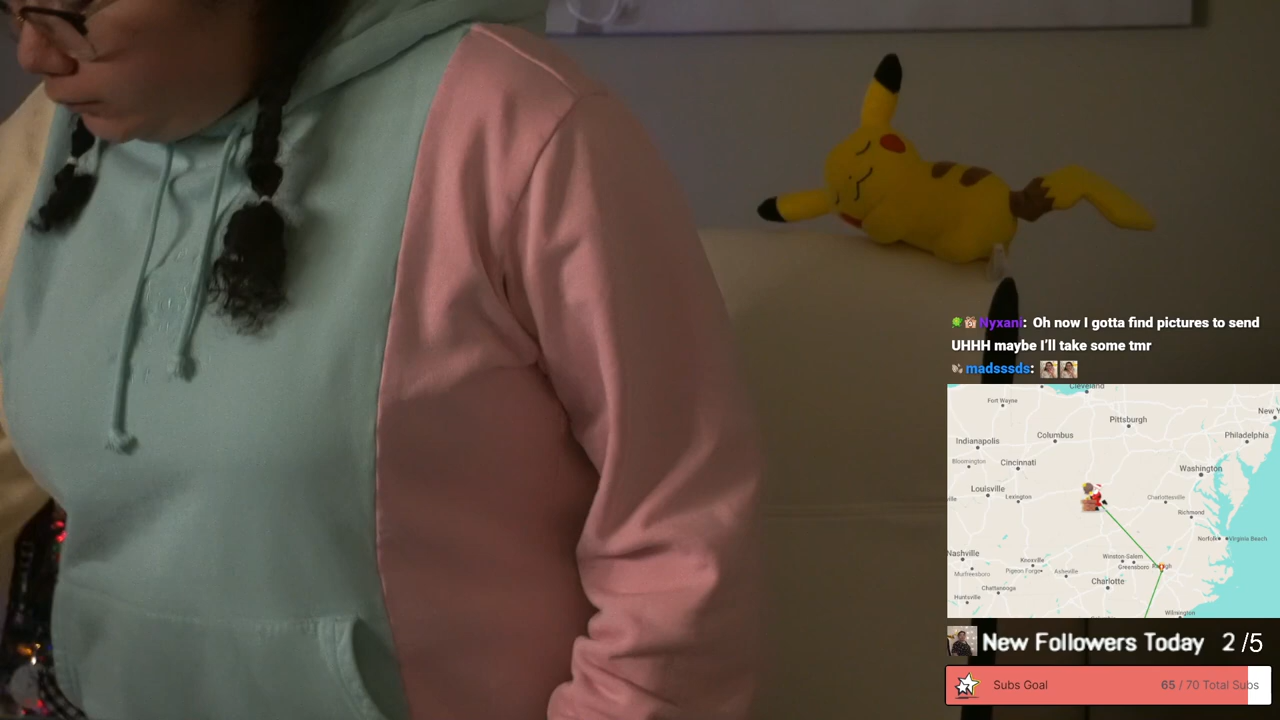 Nyxani: Oh now I gotta find pictures to send
UHHH maybe I'll take some tmr
madsssds:
Cleveland
Fort Wayne
New Y
Pittsburgh
Columbus
Philadelphia
Indianapolis
Bloomington
Cincinnati
Washington
Louisville
ville
Lexington
Charlottesville
Richmond
Norfolk
Virginia Beach
Nashville
Knoxville
Winston-Salem
Greensboro
Murfreesboro
Pigeon Forge
Asheville
Chattanooga
Charlotte
Huntsville
Wilmington
New Followers Today 2 /5
Subs Goal 65 / 70 Total Subs